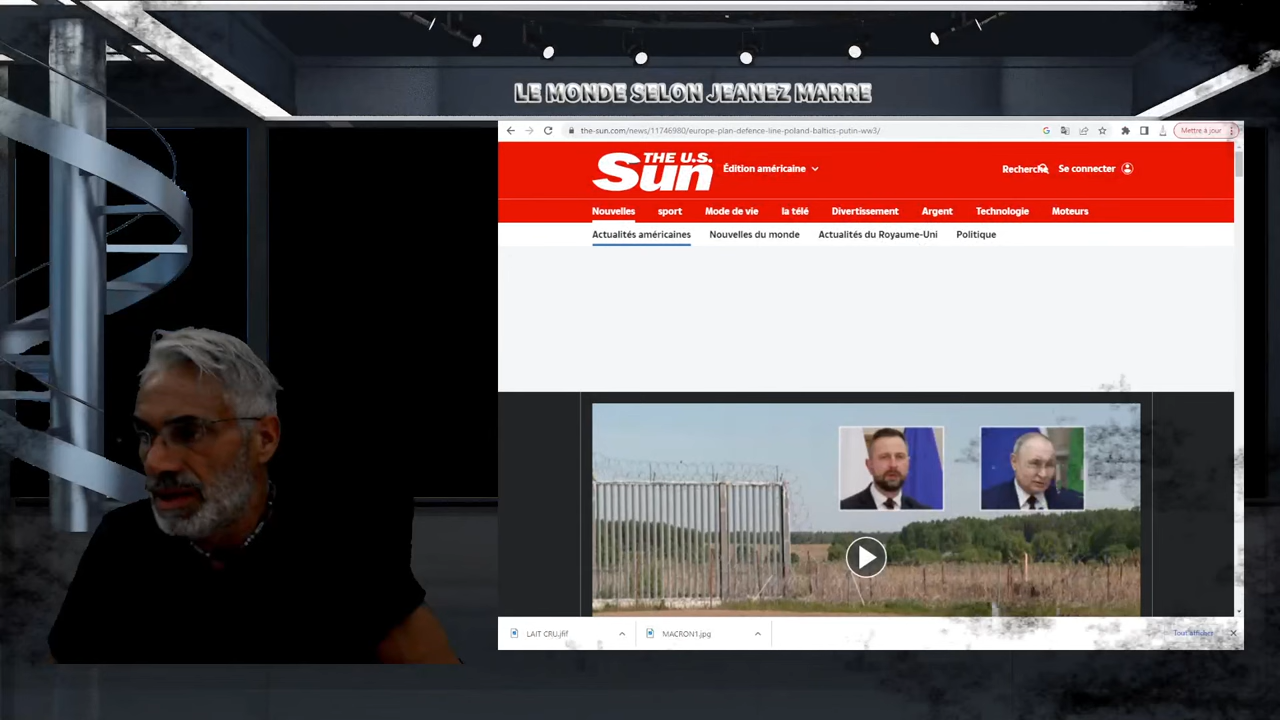 LE MONDE SELON JEANEZ MARRE
the-sun.com/news/11746980/europe-plan-defence-line-poland-baltics-putin-ww3/
Mettre à jour
THE U.S.
Sun
Édition américaine
Recherche
Se connecter
Nouvelles sport Mode de vie la télé Divertissement Argent Technologie Moteurs
Actualités américaines Nouvelles du monde Actualités du Royaume-Uni Politique
LAIT CRU.jfif MACRON1.jpg Tout afficher